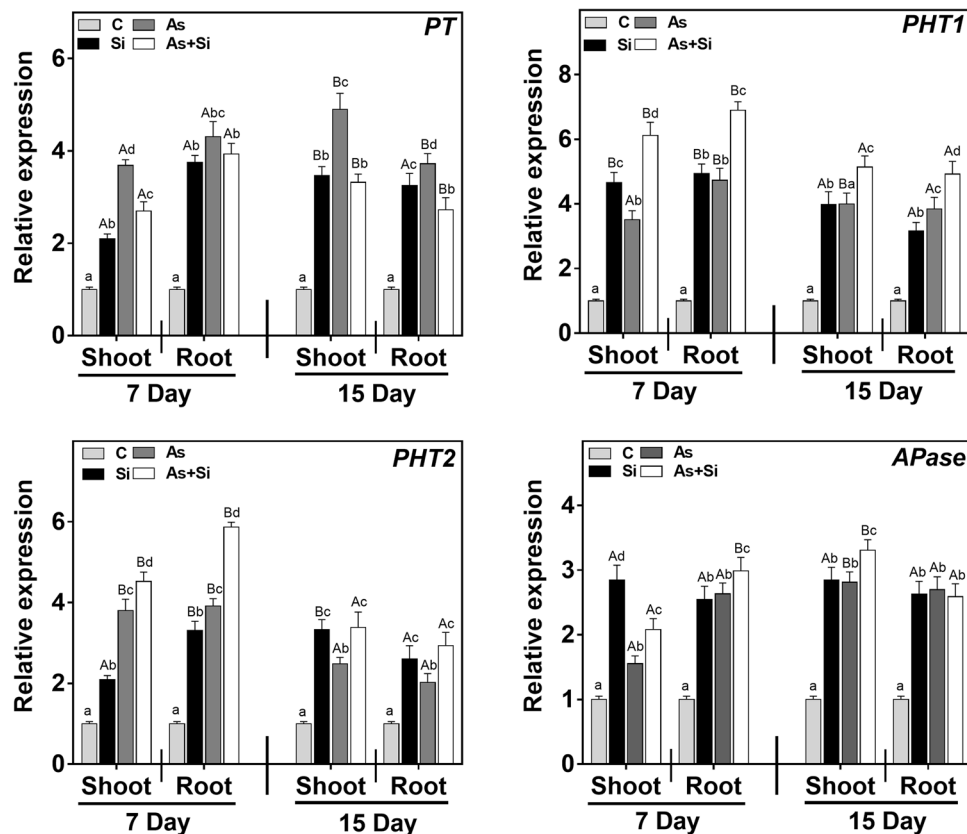 PT
C As
Si As+Si
Relative expression
6
4
2
0
a Ab Ad Ac a Ab Abc Ab a Bb Bc Bb a Ac Bd Bb
Shoot Root Shoot Root
7 Day 15 Day
PHT1
C As
Si As+Si
Relative expression
8
6
4
2
0
a Bc Ab Bd a Bb Bb Bc a Ab Ba Ac a Ab Ac Ad
Shoot Root Shoot Root
7 Day 15 Day
PHT2
C As
Si As+Si
Relative expression
6
4
2
0
a Ab Bc Bd a Bb Bc Bd a Bc Ab Ac a Ac Ab Ac
Shoot Root Shoot Root
7 Day 15 Day
APase
C As
Si As+Si
Relative expression
4
3
2
1
0
a Ad Ab Ac a Ab Ab Bc a Ab Bb Bc a Ab Ab Ab
Shoot Root Shoot Root
7 Day 15 Day